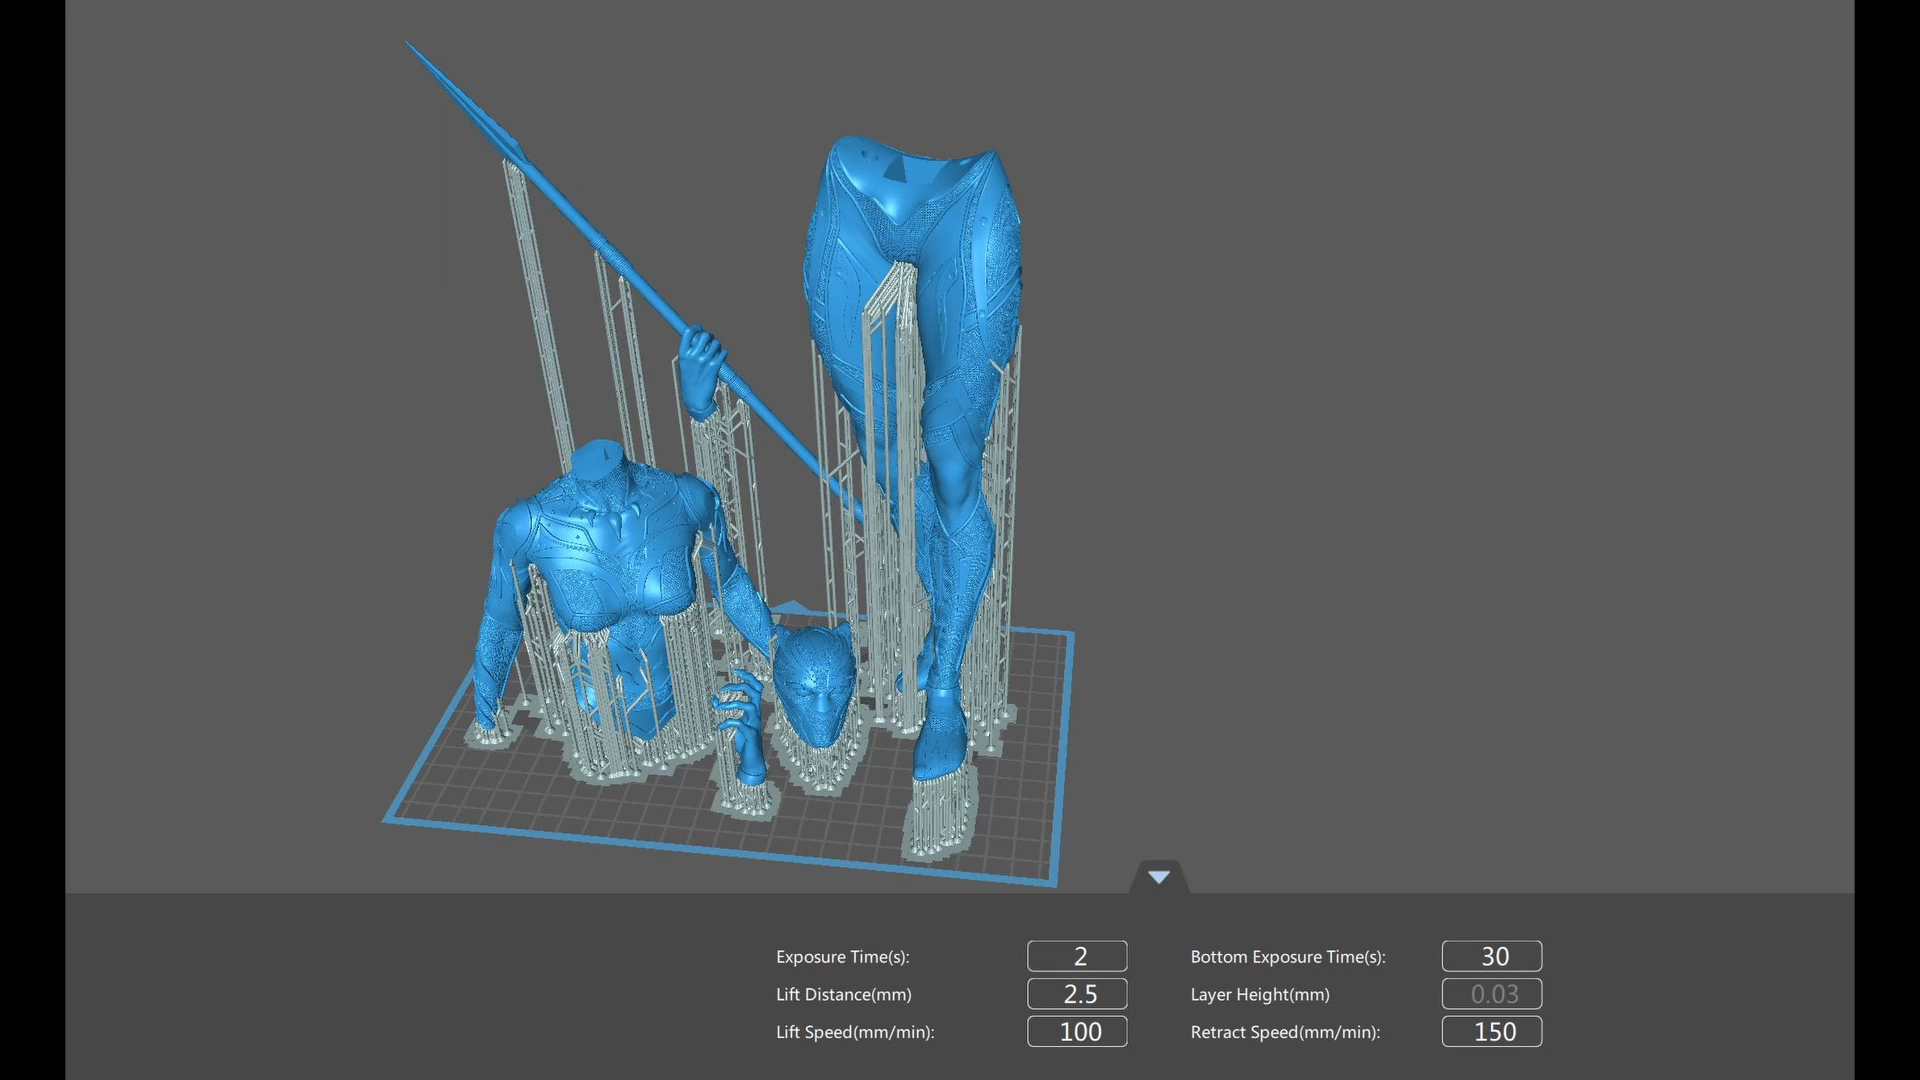 Exposure Time(s): 2 Bottom Exposure Time(s): 30
Lift Distance(mm) 2.5 Layer Height(mm) 0.03
Lift Speed(mm/min): 100 Retract Speed(mm/min): 150